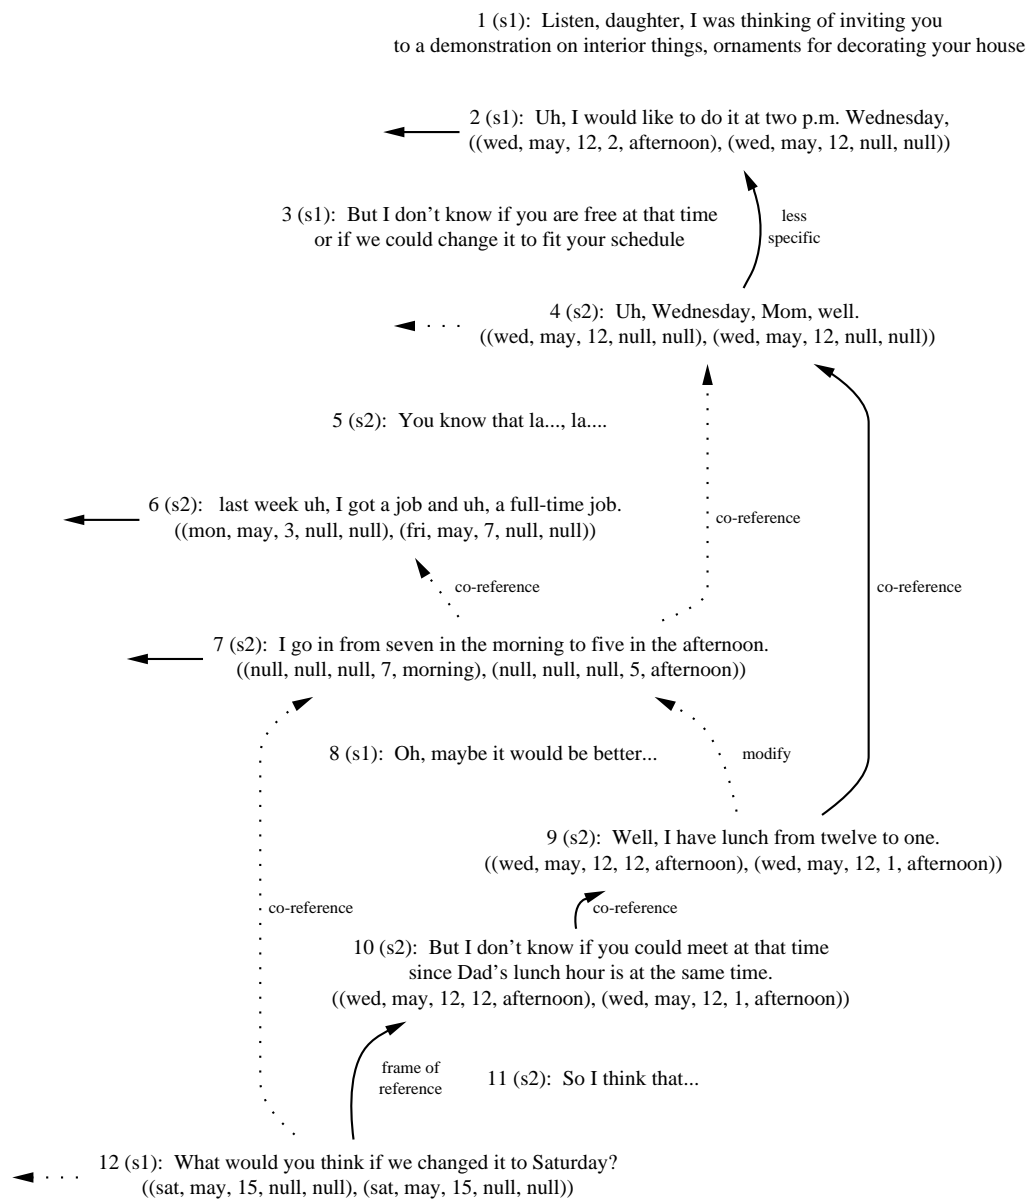 1 (s1): Listen, daughter, I was thinking of inviting you
to a demonstration on interior things, ornaments for decorating your house
2 (s1): Uh, I would like to do it at two p.m. Wednesday,
((wed, may, 12, 2, afternoon), (wed, may, 12, null, null))
3 (s1): But I don't know if you are free at that time
or if we could change it to fit your schedule
less
specific
4 (s2): Uh, Wednesday, Mom, well.
((wed, may, 12, null, null), (wed, may, 12, null, null))
5 (s2): You know that la..., la....
6 (s2): last week uh, I got a job and uh, a full-time job.
((mon, may, 3, null, null), (fri, may, 7, null, null))
co-reference
co-reference
co-reference
7 (s2): I go in from seven in the morning to five in the afternoon.
((null, null, null, 7, morning), (null, null, null, 5, afternoon))
8 (s1): Oh, maybe it would be better...
modify
9 (s2): Well, I have lunch from twelve to one.
((wed, may, 12, 12, afternoon), (wed, may, 12, 1, afternoon))
co-reference
co-reference
10 (s2): But I don't know if you could meet at that time
since Dad's lunch hour is at the same time.
((wed, may, 12, 12, afternoon), (wed, may, 12, 1, afternoon))
frame of
reference
11 (s2): So I think that...
12 (s1): What would you think if we changed it to Saturday?
((sat, may, 15, null, null), (sat, may, 15, null, null))